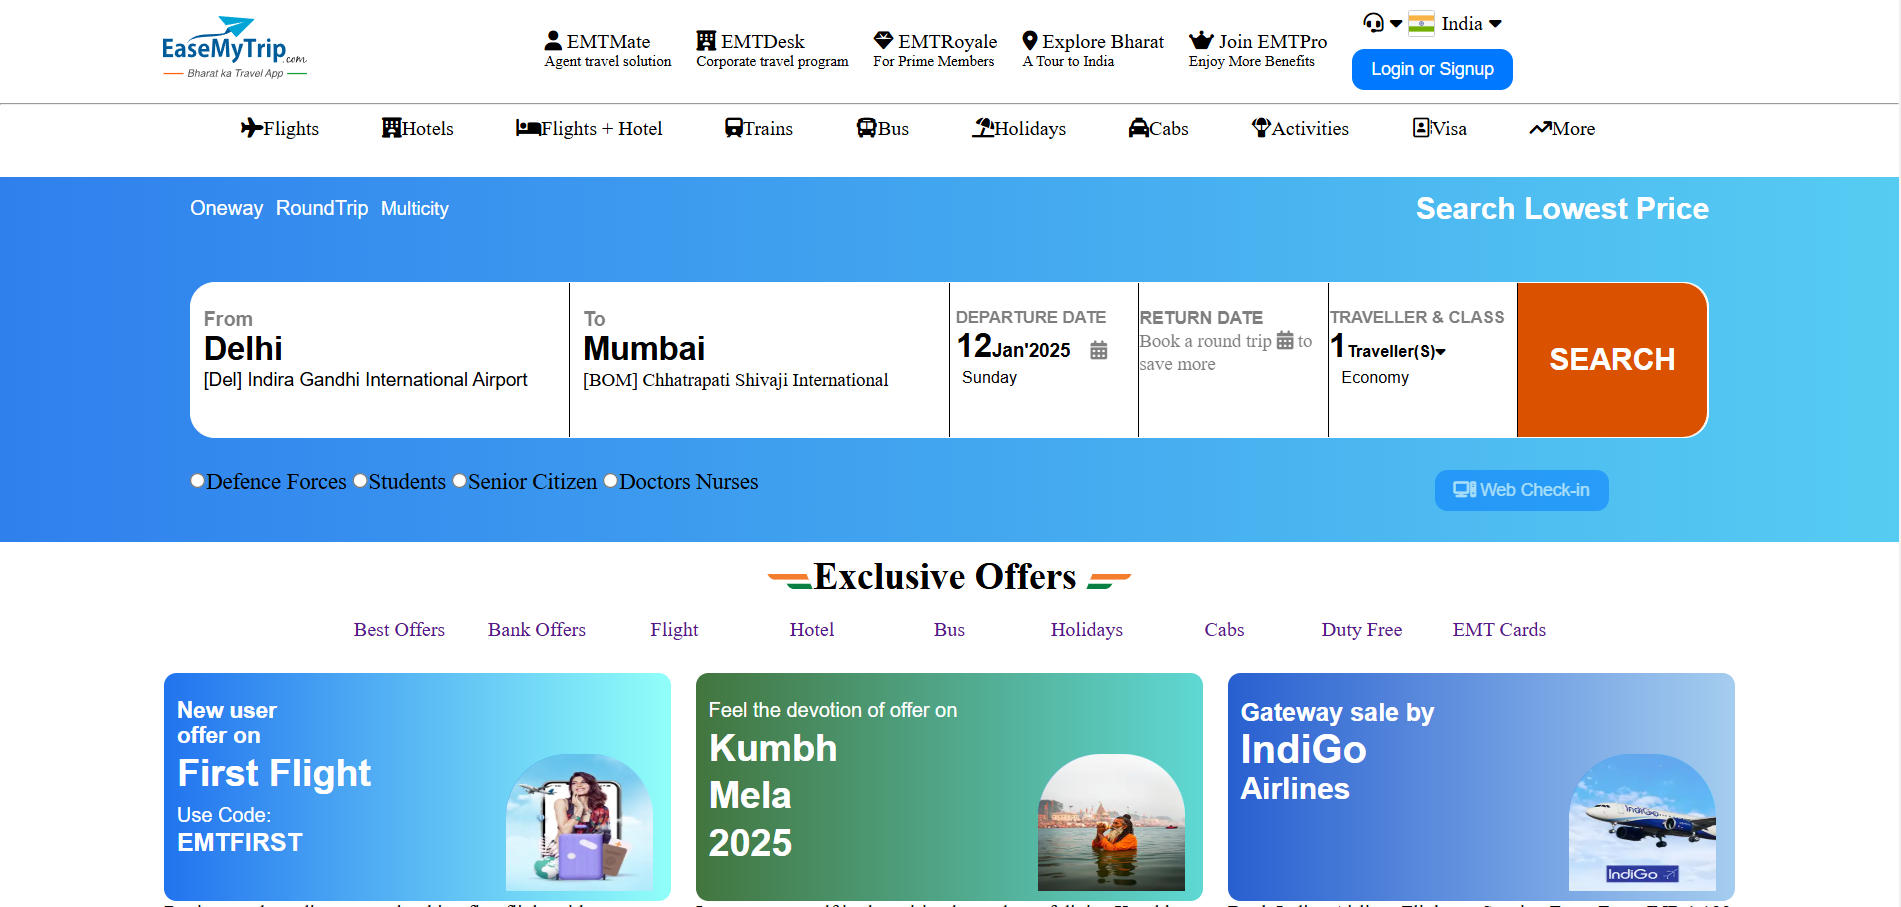 EaseMyTrip.com
Bharat ka Travel App
EMTMate
Agent travel solution
EMTDesk
Corporate travel program
EMTRoyale
For Prime Members
Explore Bharat
A Tour to India
Join EMTPro
Enjoy More Benefits
India
Login or Signup
Flights
Hotels
Flights + Hotel
Trains
Bus
Holidays
Cabs
Activities
Visa
More
Oneway RoundTrip Multicity
Search Lowest Price
From
Delhi
[Del] Indira Gandhi International Airport
To
Mumbai
[BOM] Chhatrapati Shivaji International
DEPARTURE DATE
12Jan'2025
Sunday
RETURN DATE
Book a round trip to
save more
TRAVELLER & CLASS
1 Traveller(S)
Economy
SEARCH
Defence Forces Students Senior Citizen Doctors Nurses
Web Check-in
Exclusive Offers
Best Offers
Bank Offers
Flight
Hotel
Bus
Holidays
Cabs
Duty Free
EMT Cards
New user
offer on
First Flight
Use Code:
EMTFIRST
Feel the devotion of offer on
Kumbh
Mela
2025
Gateway sale by
IndiGo
Airlines
IndiGo
IndiGo